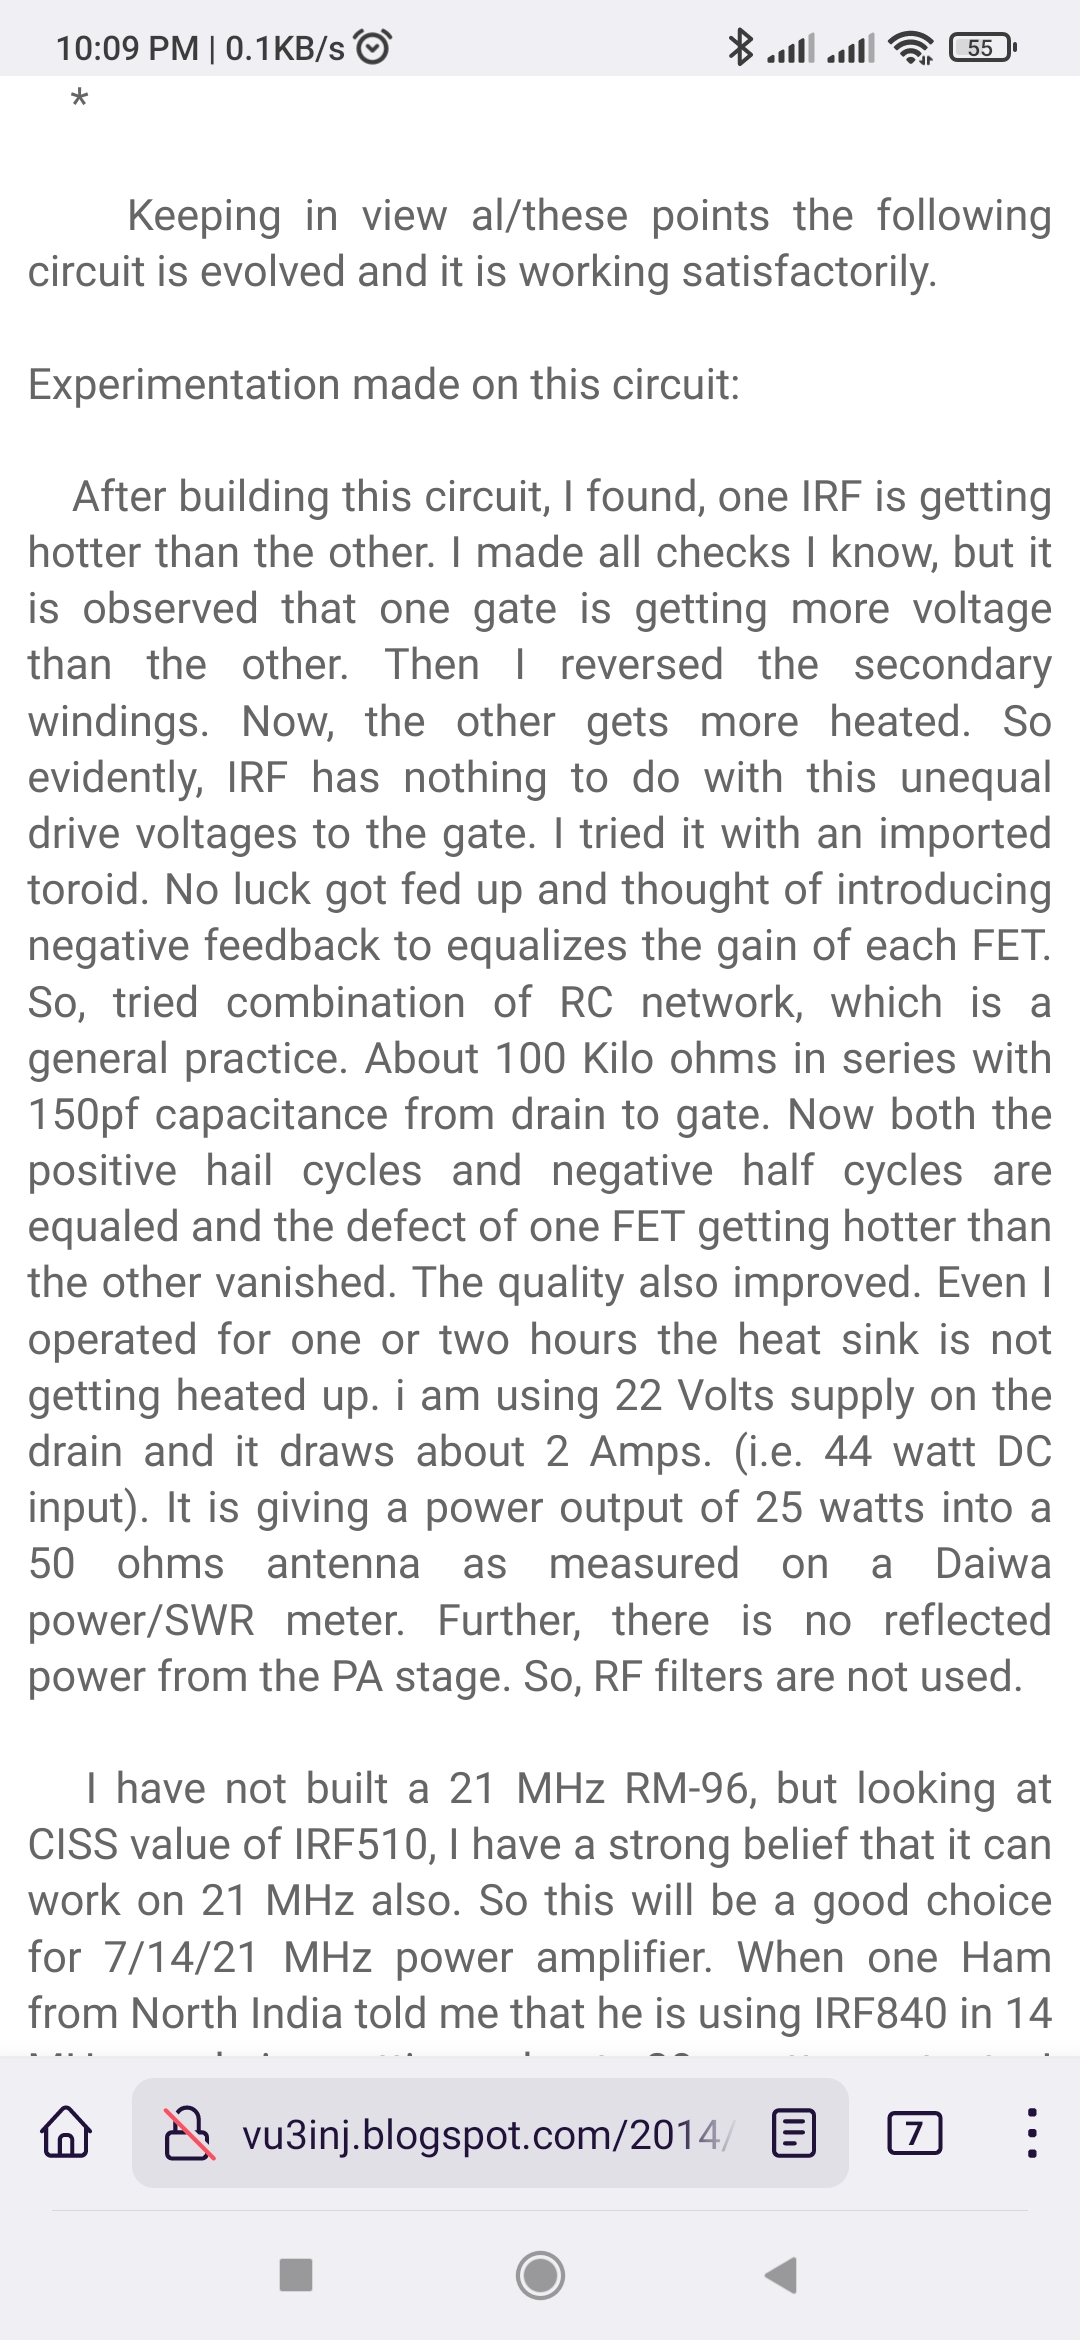 10:09 PM | 0.1KB/s
55
*
Keeping in view al/these points the following
circuit is evolved and it is working satisfactorily.
Experimentation made on this circuit:
After building this circuit, I found, one IRF is getting
hotter than the other. I made all checks I know, but it
is observed that one gate is getting more voltage
than the other. Then I reversed the secondary
windings. Now, the other gets more heated. So
evidently, IRF has nothing to do with this unequal
drive voltages to the gate. I tried it with an imported
toroid. No luck got fed up and thought of introducing
negative feedback to equalizes the gain of each FET.
So, tried combination of RC network, which is a
general practice. About 100 Kilo ohms in series with
150pf capacitance from drain to gate. Now both the
positive hail cycles and negative half cycles are
equaled and the defect of one FET getting hotter than
the other vanished. The quality also improved. Even I
operated for one or two hours the heat sink is not
getting heated up. i am using 22 Volts supply on the
drain and it draws about 2 Amps. (i.e. 44 watt DC
input). It is giving a power output of 25 watts into a
50 ohms antenna as measured on a Daiwa
power/SWR meter. Further, there is no reflected
power from the PA stage. So, RF filters are not used.
I have not built a 21 MHz RM-96, but looking at
CISS value of IRF510, I have a strong belief that it can
work on 21 MHz also. So this will be a good choice
for 7/14/21 MHz power amplifier. When one Ham
from North India told me that he is using IRF840 in 14
vu3inj.blogspot.com/2014/
7